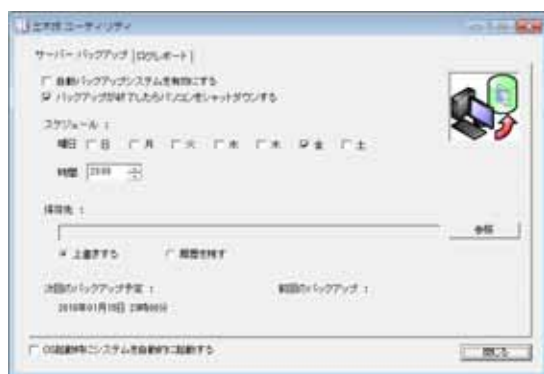 ユーティリティ
サーバー バックアップ | ログレポート |
自動バックアップシステムを有効にする
バックアップが終了したらパソコンをシャットダウンする
スケジュール :
曜日 日 月 火 水 木 金 土
時間
保存先 :
参照
上書きする 履歴を残す
次回のバックアップ予定 : 前回のバックアップ :
OS起動時にシステムを自動的に起動する
閉じる